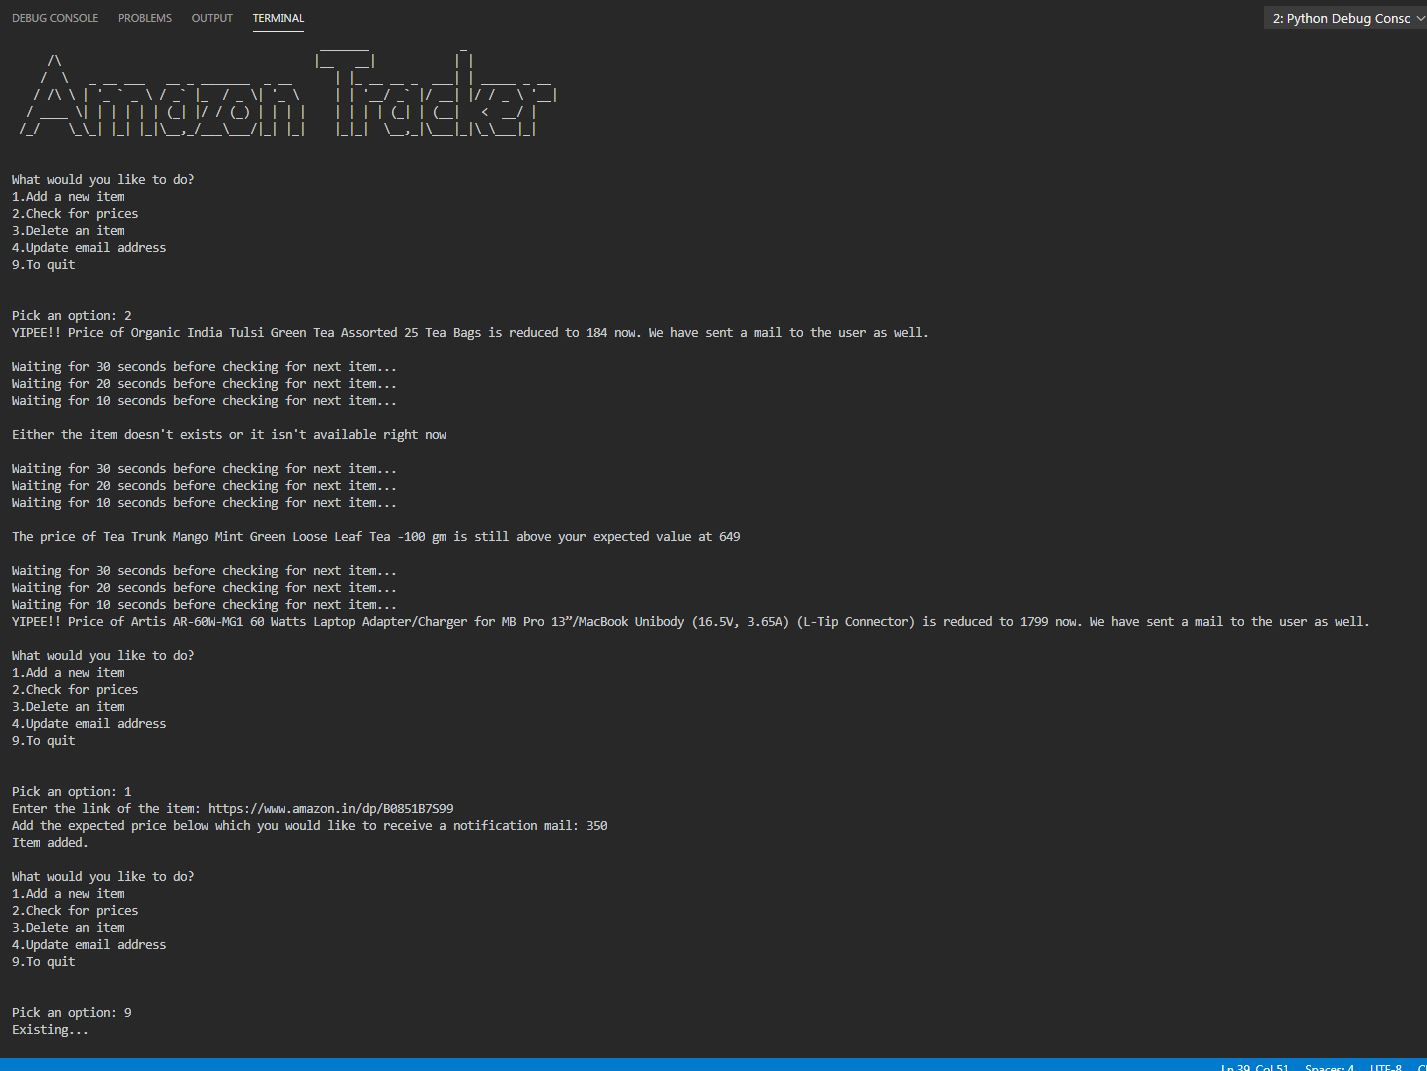 DEBUG CONSOLE PROBLEMS OUTPUT TERMINAL 2: Python Debug Consc
Amazon Tracker
What would you like to do?
1.Add a new item
2.Check for prices
3.Delete an item
4.Update email address
9.To quit
Pick an option: 2
YIPEE!! Price of Organic India Tulsi Green Tea Assorted 25 Tea Bags is reduced to 184 now. We have sent a mail to the user as well.
Waiting for 30 seconds before checking for next item...
Waiting for 20 seconds before checking for next item...
Waiting for 10 seconds before checking for next item...
Either the item doesn't exists or it isn't available right now
Waiting for 30 seconds before checking for next item...
Waiting for 20 seconds before checking for next item...
Waiting for 10 seconds before checking for next item...
The price of Tea Trunk Mango Mint Green Loose Leaf Tea -100 gm is still above your expected value at 649
Waiting for 30 seconds before checking for next item...
Waiting for 20 seconds before checking for next item...
Waiting for 10 seconds before checking for next item...
YIPEE!! Price of Artis AR-60W-MG1 60 Watts Laptop Adapter/Charger for MB Pro 13”/MacBook Unibody (16.5V, 3.65A) (L-Tip Connector) is reduced to 1799 now. We have sent a mail to the user as well.
What would you like to do?
1.Add a new item
2.Check for prices
3.Delete an item
4.Update email address
9.To quit
Pick an option: 1
Enter the link of the item: https://www.amazon.in/dp/B0851B7S99
Add the expected price below which you would like to receive a notification mail: 350
Item added.
What would you like to do?
1.Add a new item
2.Check for prices
3.Delete an item
4.Update email address
9.To quit
Pick an option: 9
Existing...
Ln 39, Col 51 Spaces: 4 UTF-8